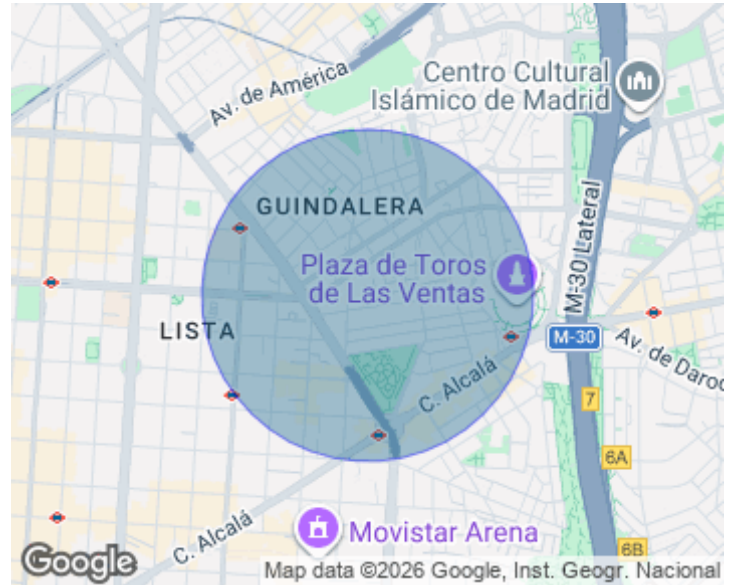 Av. de América
Centro Cultural
Islámico de Madrid
GUINDALERA
M-30 Lateral
Plaza de Toros
de Las Ventas
LISTA
M-30
Av. de Daroc
C. Alcalá
7
6A
Movistar Arena
C. Alcalá
6B
Google
Map data ©2026 Google, Inst. Geogr. Nacional